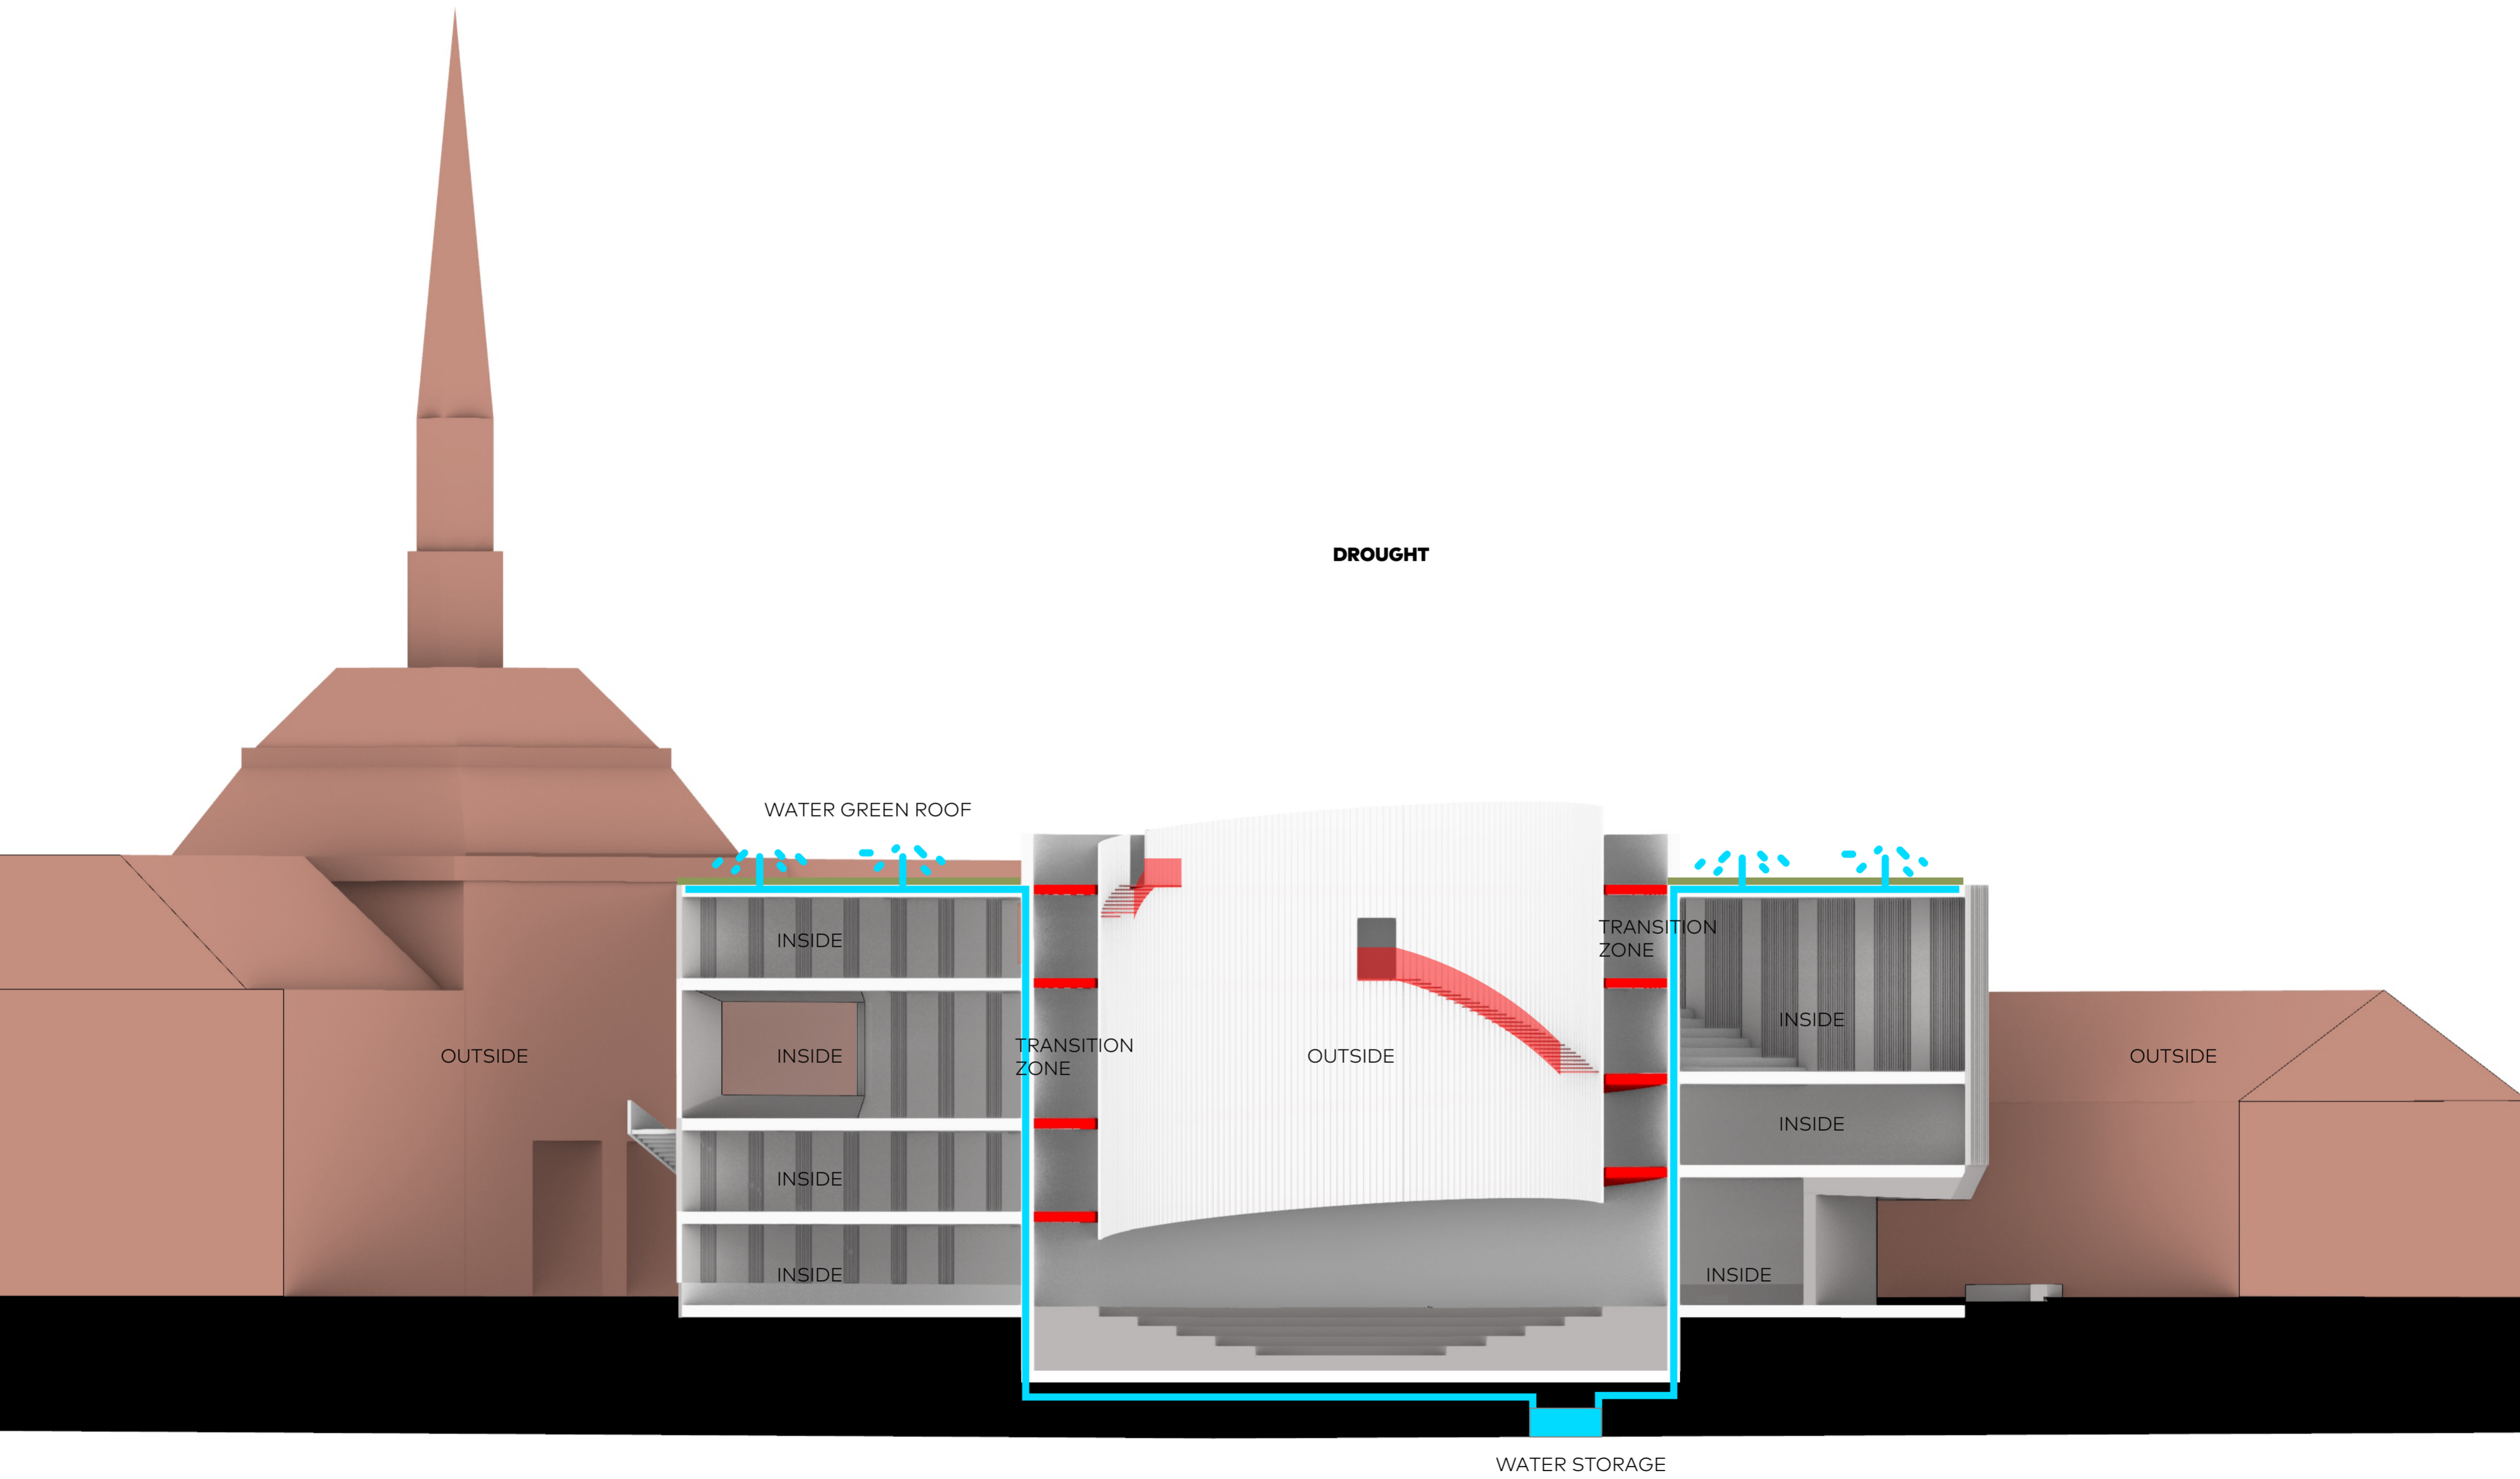 DROUGHT
WATER GREEN ROOF
TRANSITION
ZONE
INSIDE
INSIDE
TRANSITION
ZONE
OUTSIDE
INSIDE
OUTSIDE
INSIDE
OUTSIDE
INSIDE
INSIDE
INSIDE
INSIDE
WATER STORAGE